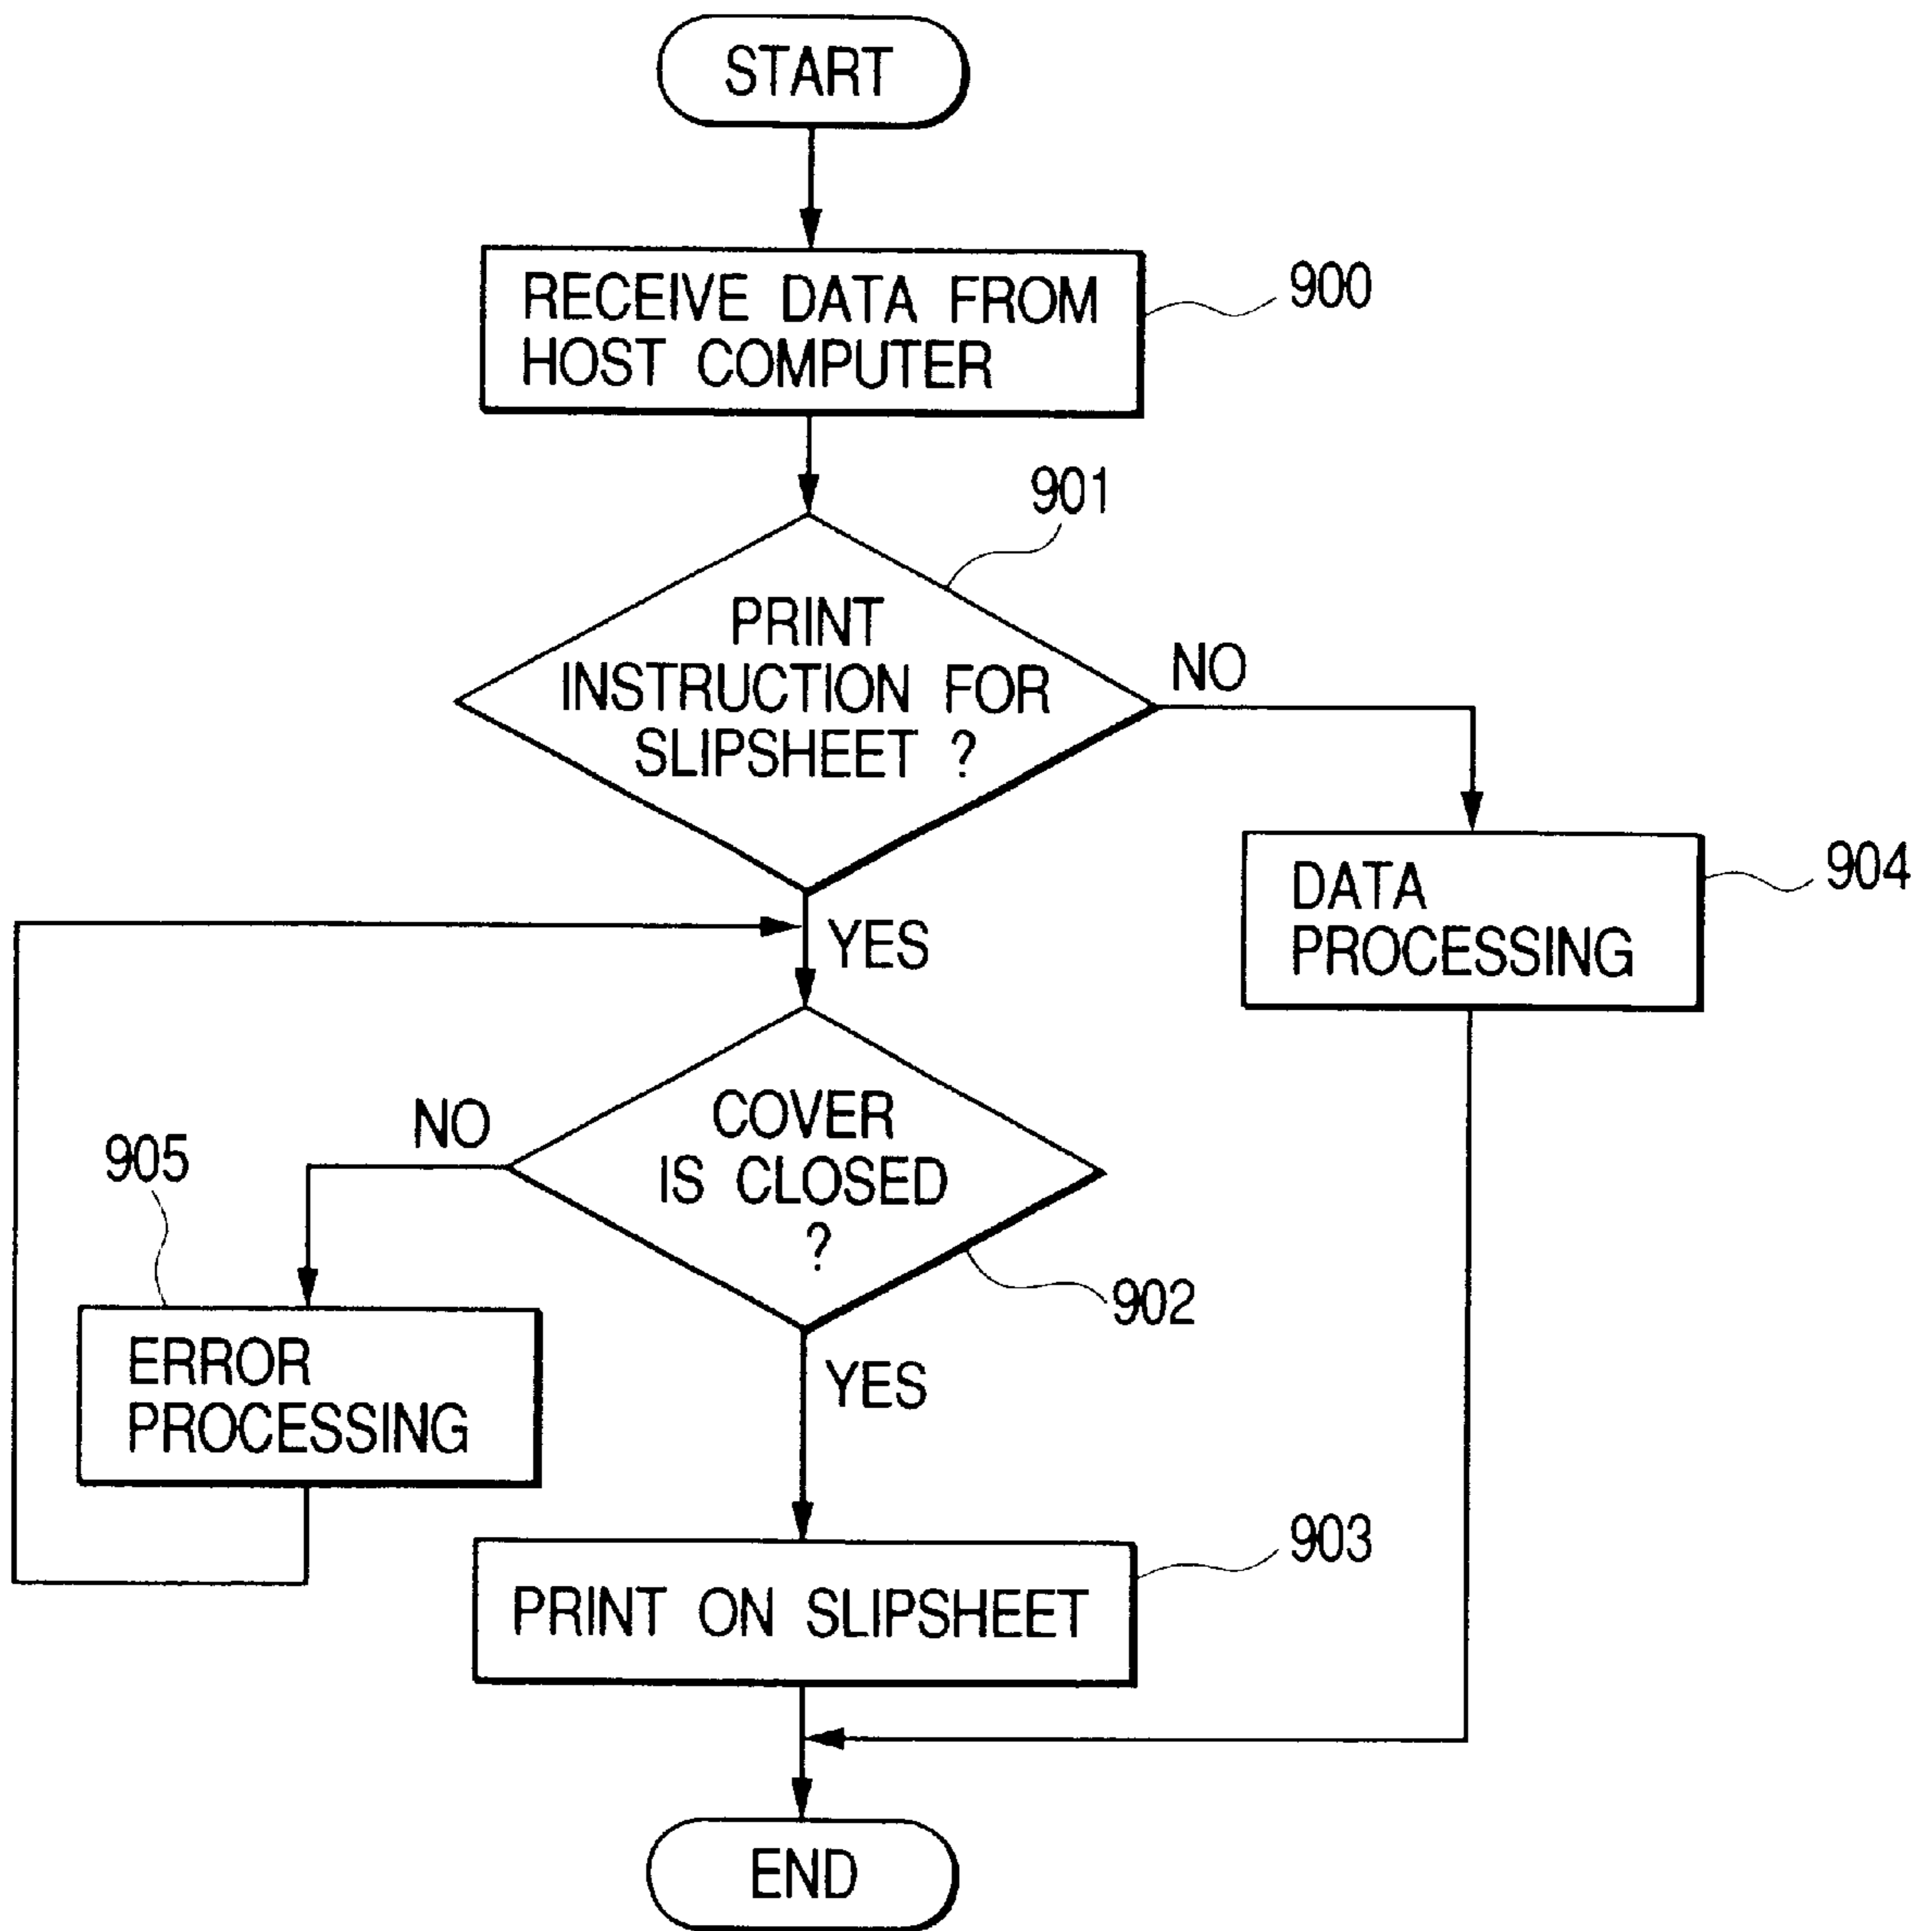 START
RECEIVE DATA FROM
HOST COMPUTER
900
901
PRINT
INSTRUCTION FOR
SLIPSHEET ?
NO
DATA
PROCESSING
904
YES
COVER
IS CLOSED
?
NO
905
902
ERROR
PROCESSING
YES
903
PRINT ON SLIPSHEET
END